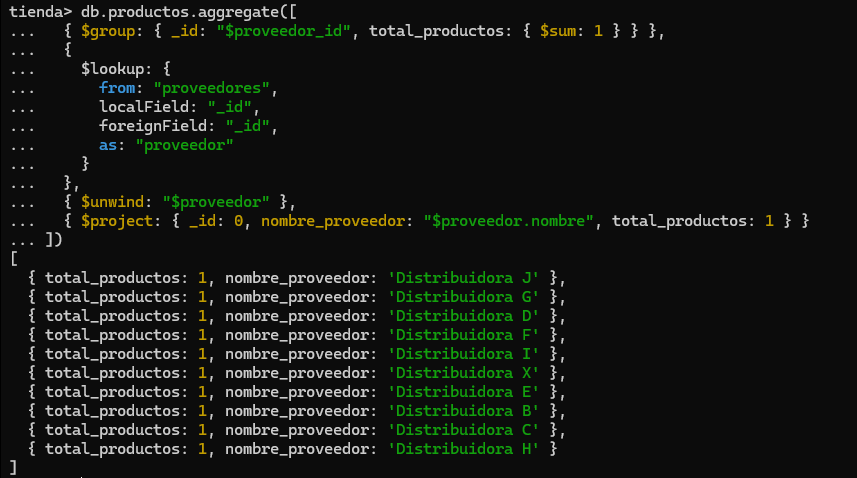 tienda> db.productos.aggregate([
...   { $group: { _id: "$proveedor_id", total_productos: { $sum: 1 } } },
...   {
...     $lookup: {
...       from: "proveedores",
...       localField: "_id",
...       foreignField: "_id",
...       as: "proveedor"
...     }
...   },
...   { $unwind: "$proveedor" },
...   { $project: { _id: 0, nombre_proveedor: "$proveedor.nombre", total_productos: 1 } }
... ])
[
  { total_productos: 1, nombre_proveedor: 'Distribuidora J' },
  { total_productos: 1, nombre_proveedor: 'Distribuidora G' },
  { total_productos: 1, nombre_proveedor: 'Distribuidora D' },
  { total_productos: 1, nombre_proveedor: 'Distribuidora F' },
  { total_productos: 1, nombre_proveedor: 'Distribuidora I' },
  { total_productos: 1, nombre_proveedor: 'Distribuidora X' },
  { total_productos: 1, nombre_proveedor: 'Distribuidora E' },
  { total_productos: 1, nombre_proveedor: 'Distribuidora B' },
  { total_productos: 1, nombre_proveedor: 'Distribuidora C' },
  { total_productos: 1, nombre_proveedor: 'Distribuidora H' }
]